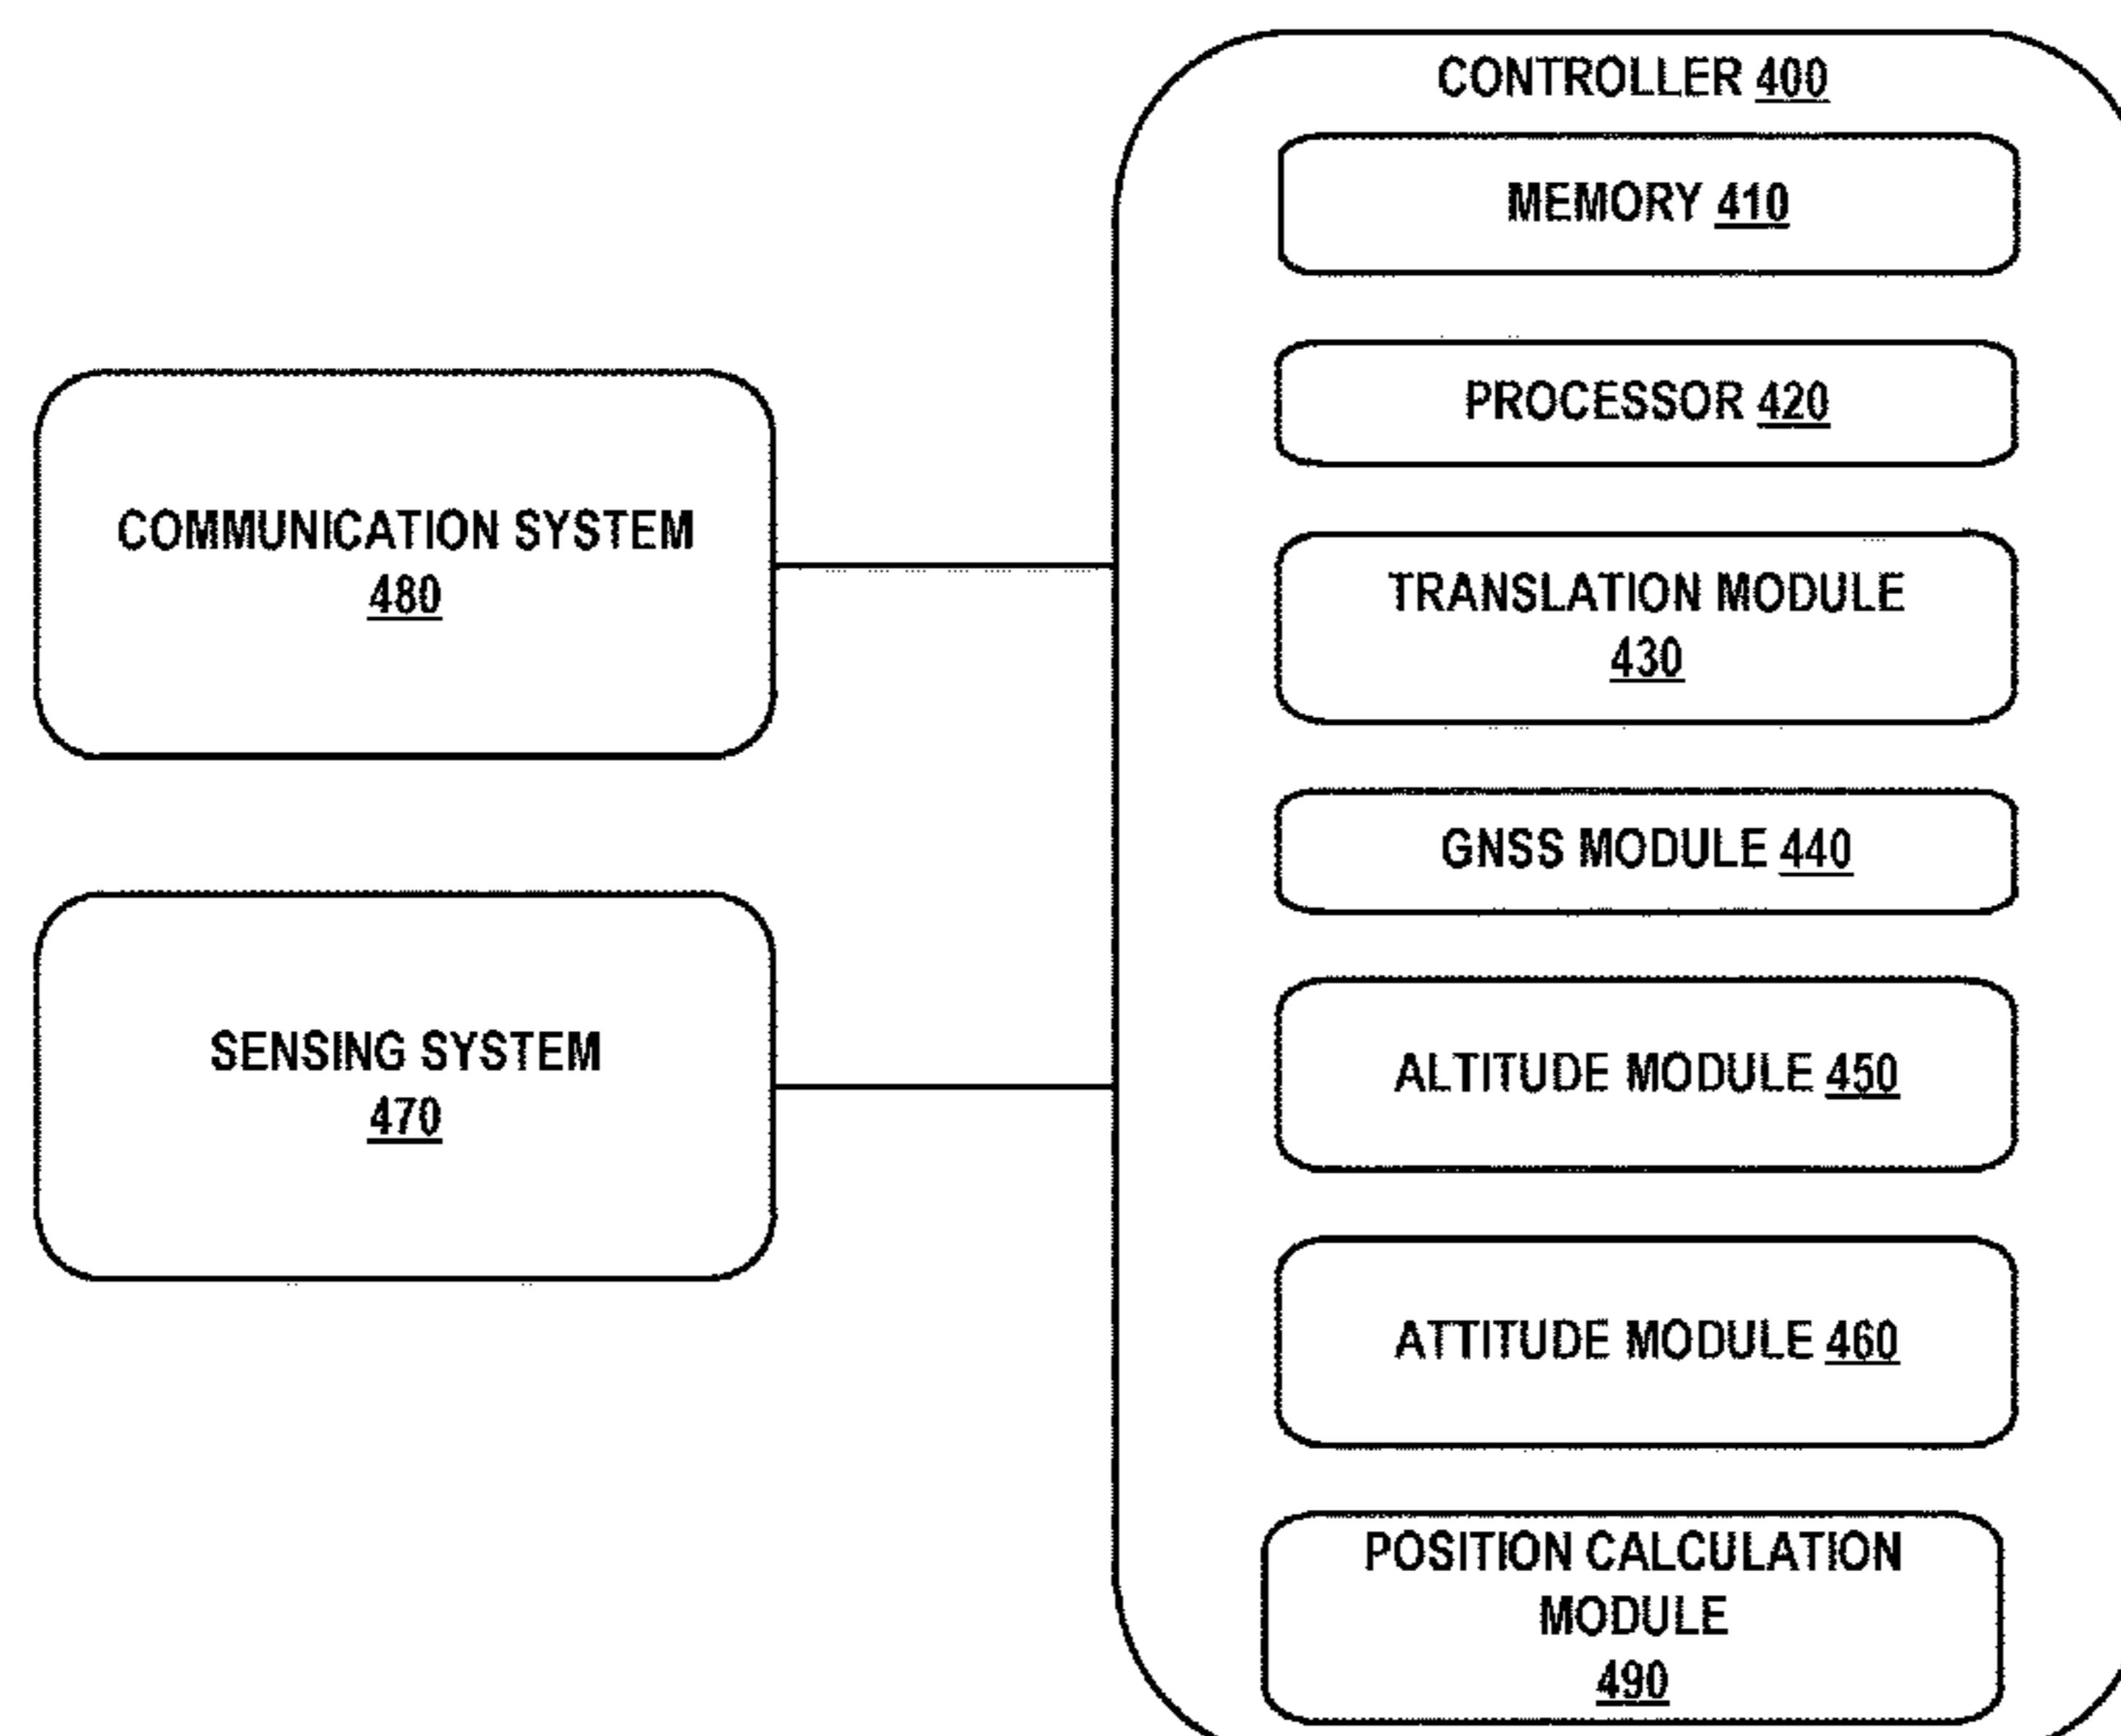 CONTROLLER 400
MEMORY 410
PROCESSOR 420
COMMUNICATION SYSTEM
480
TRANSLATION MODULE
430
GNSS MODULE 440
SENSING SYSTEM
470
ALTITUDE MODULE 450
ATTITUDE MODULE 460
POSITION CALCULATION
MODULE
490